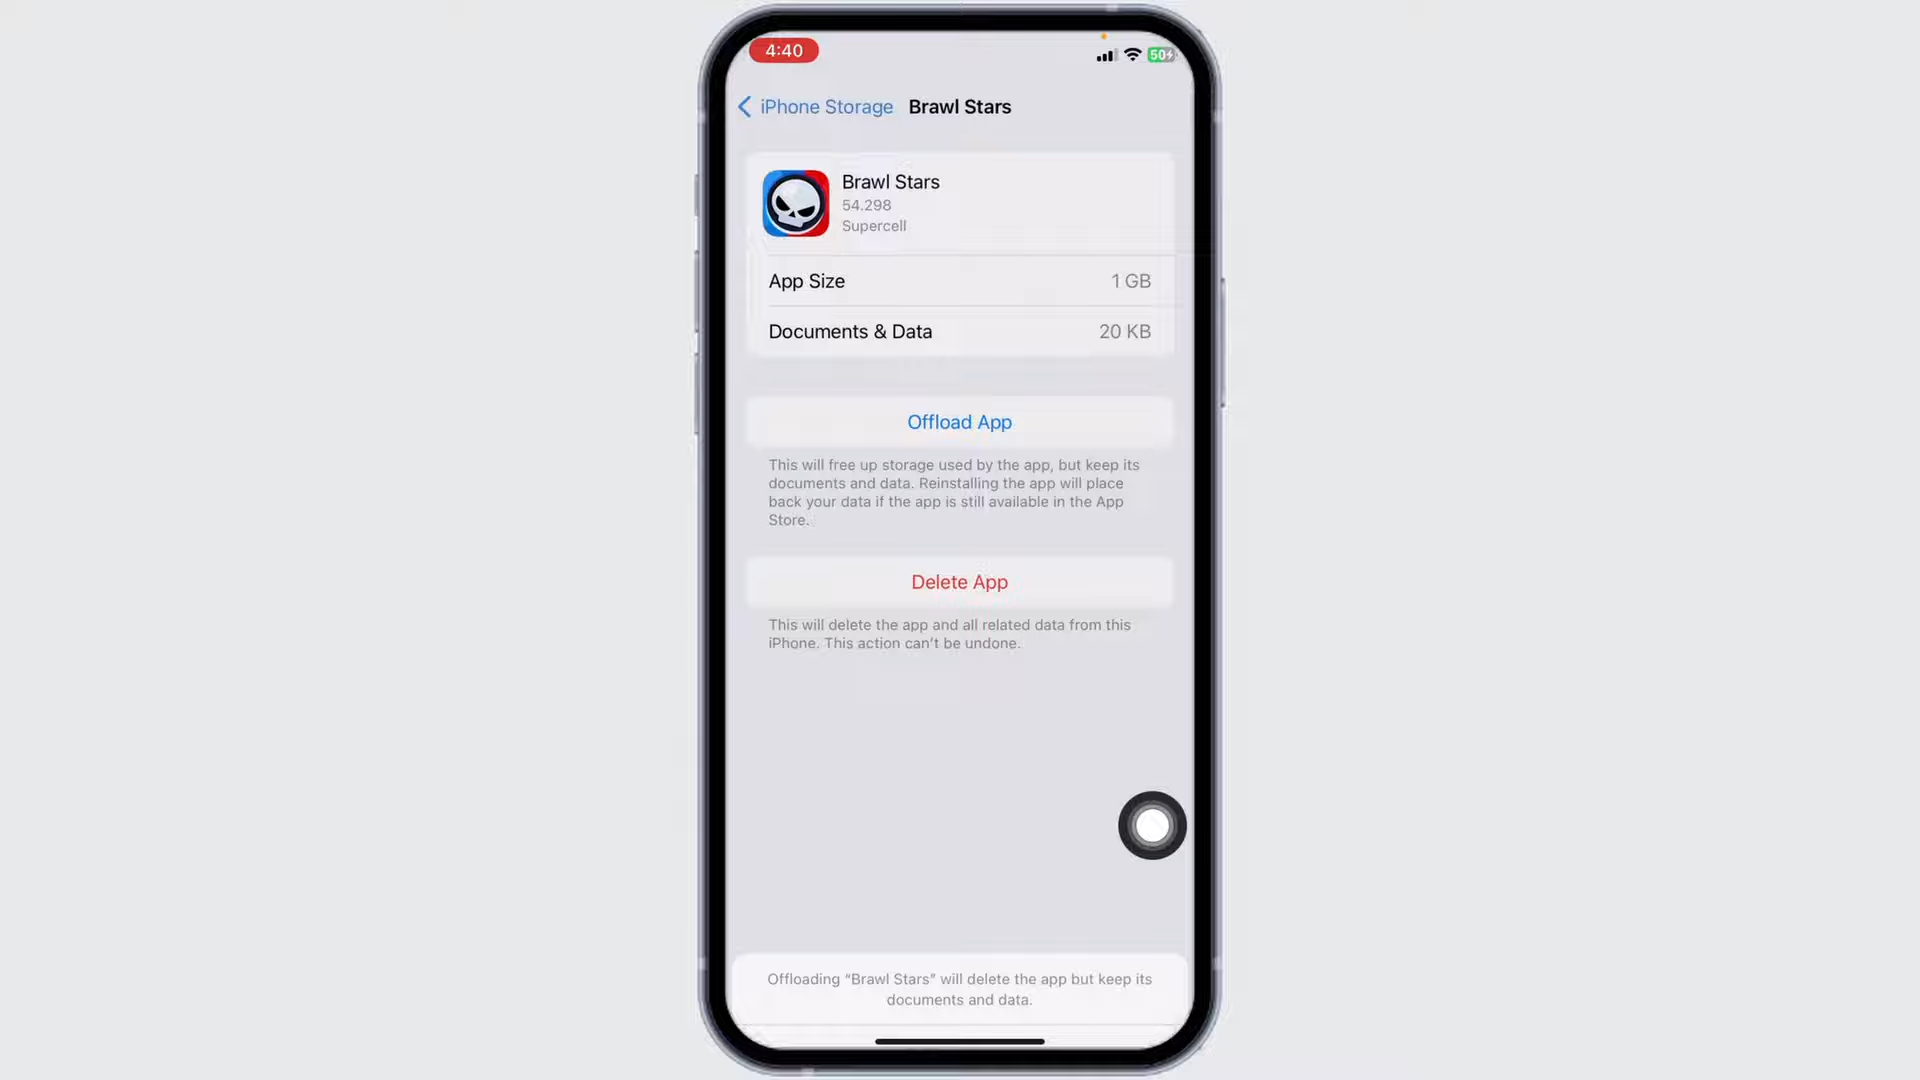 4:40
50
iPhone Storage Brawl Stars
Brawl Stars
54.298
Supercell
App Size 1 GB
Documents & Data 20 KB
Offload App
This will free up storage used by the app, but keep its
documents and data. Reinstalling the app will place
back your data if the app is still available in the App
Store.
Delete App
This will delete the app and all related data from this
iPhone. This action can't be undone.
Offloading “Brawl Stars” will delete the app but keep its
documents and data.